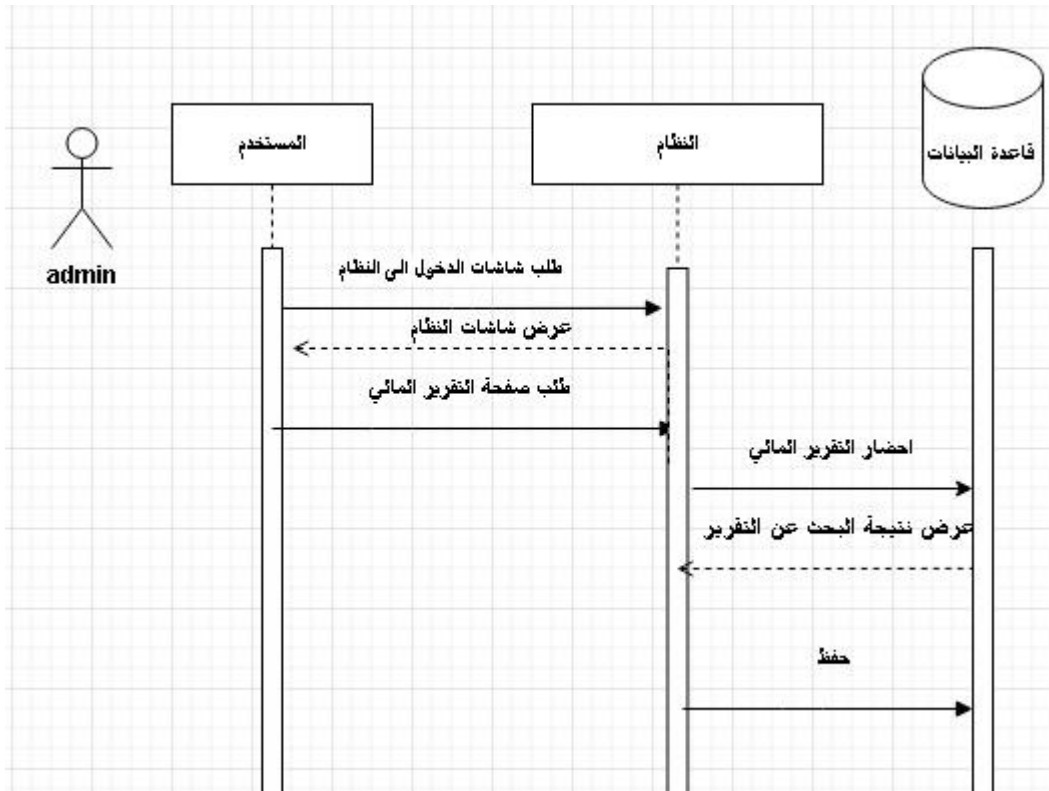 المستخدم
النظام
قاعدة البيانات
admin
طلب شاشات الدخول الى النظام
عرض شاشات النظام
طلب صفحة التقرير المالي
احضار التقرير المالي
عرض نتيجة البحث عن التقرير
حفظ